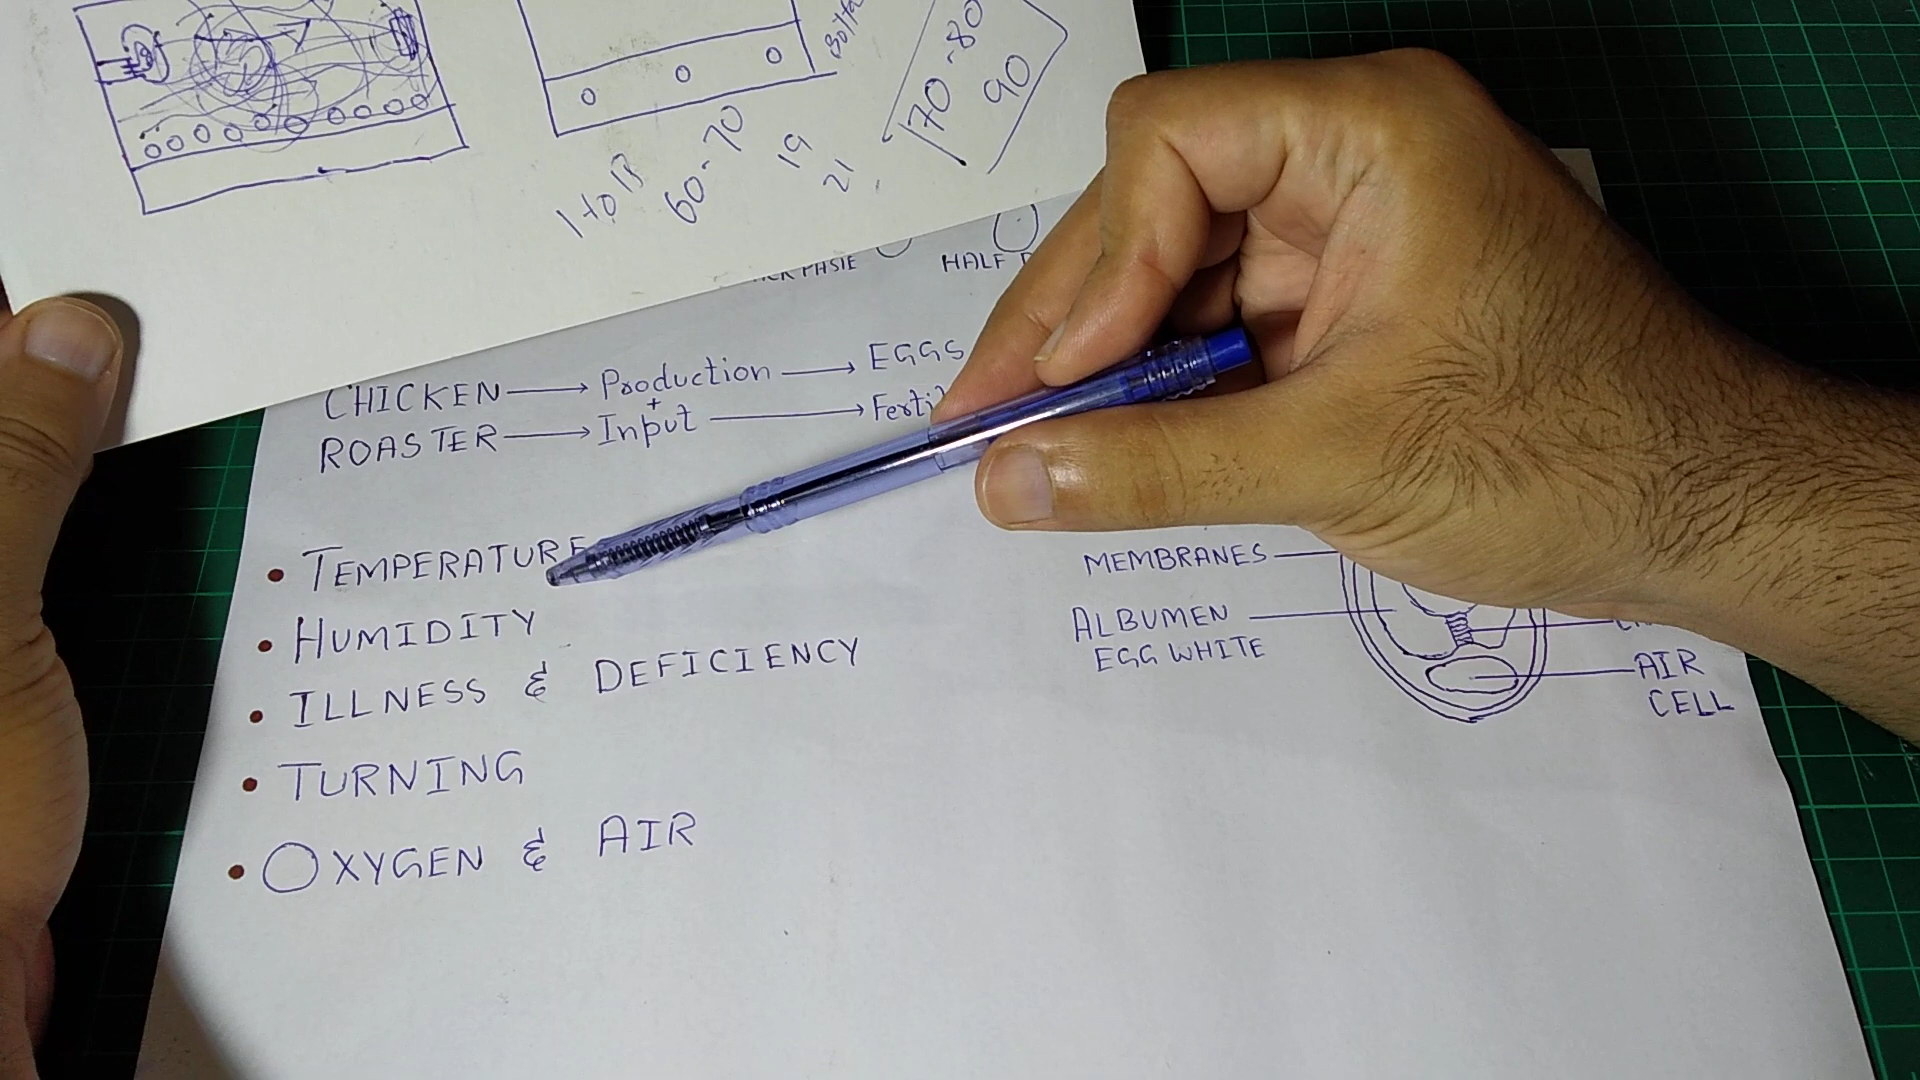 70-80
90
1 to 18
60-70
19
21
HALF
CHICKEN → Production → EGGS
+
ROASTER → Input → Ferti
• TEMPERATURE
• HUMIDITY
• ILLNESS & DEFICIENCY
• TURNING
• OXYGEN & AIR
MEMBRANES
ALBUMEN
EGG WHITE
AIR
CELL